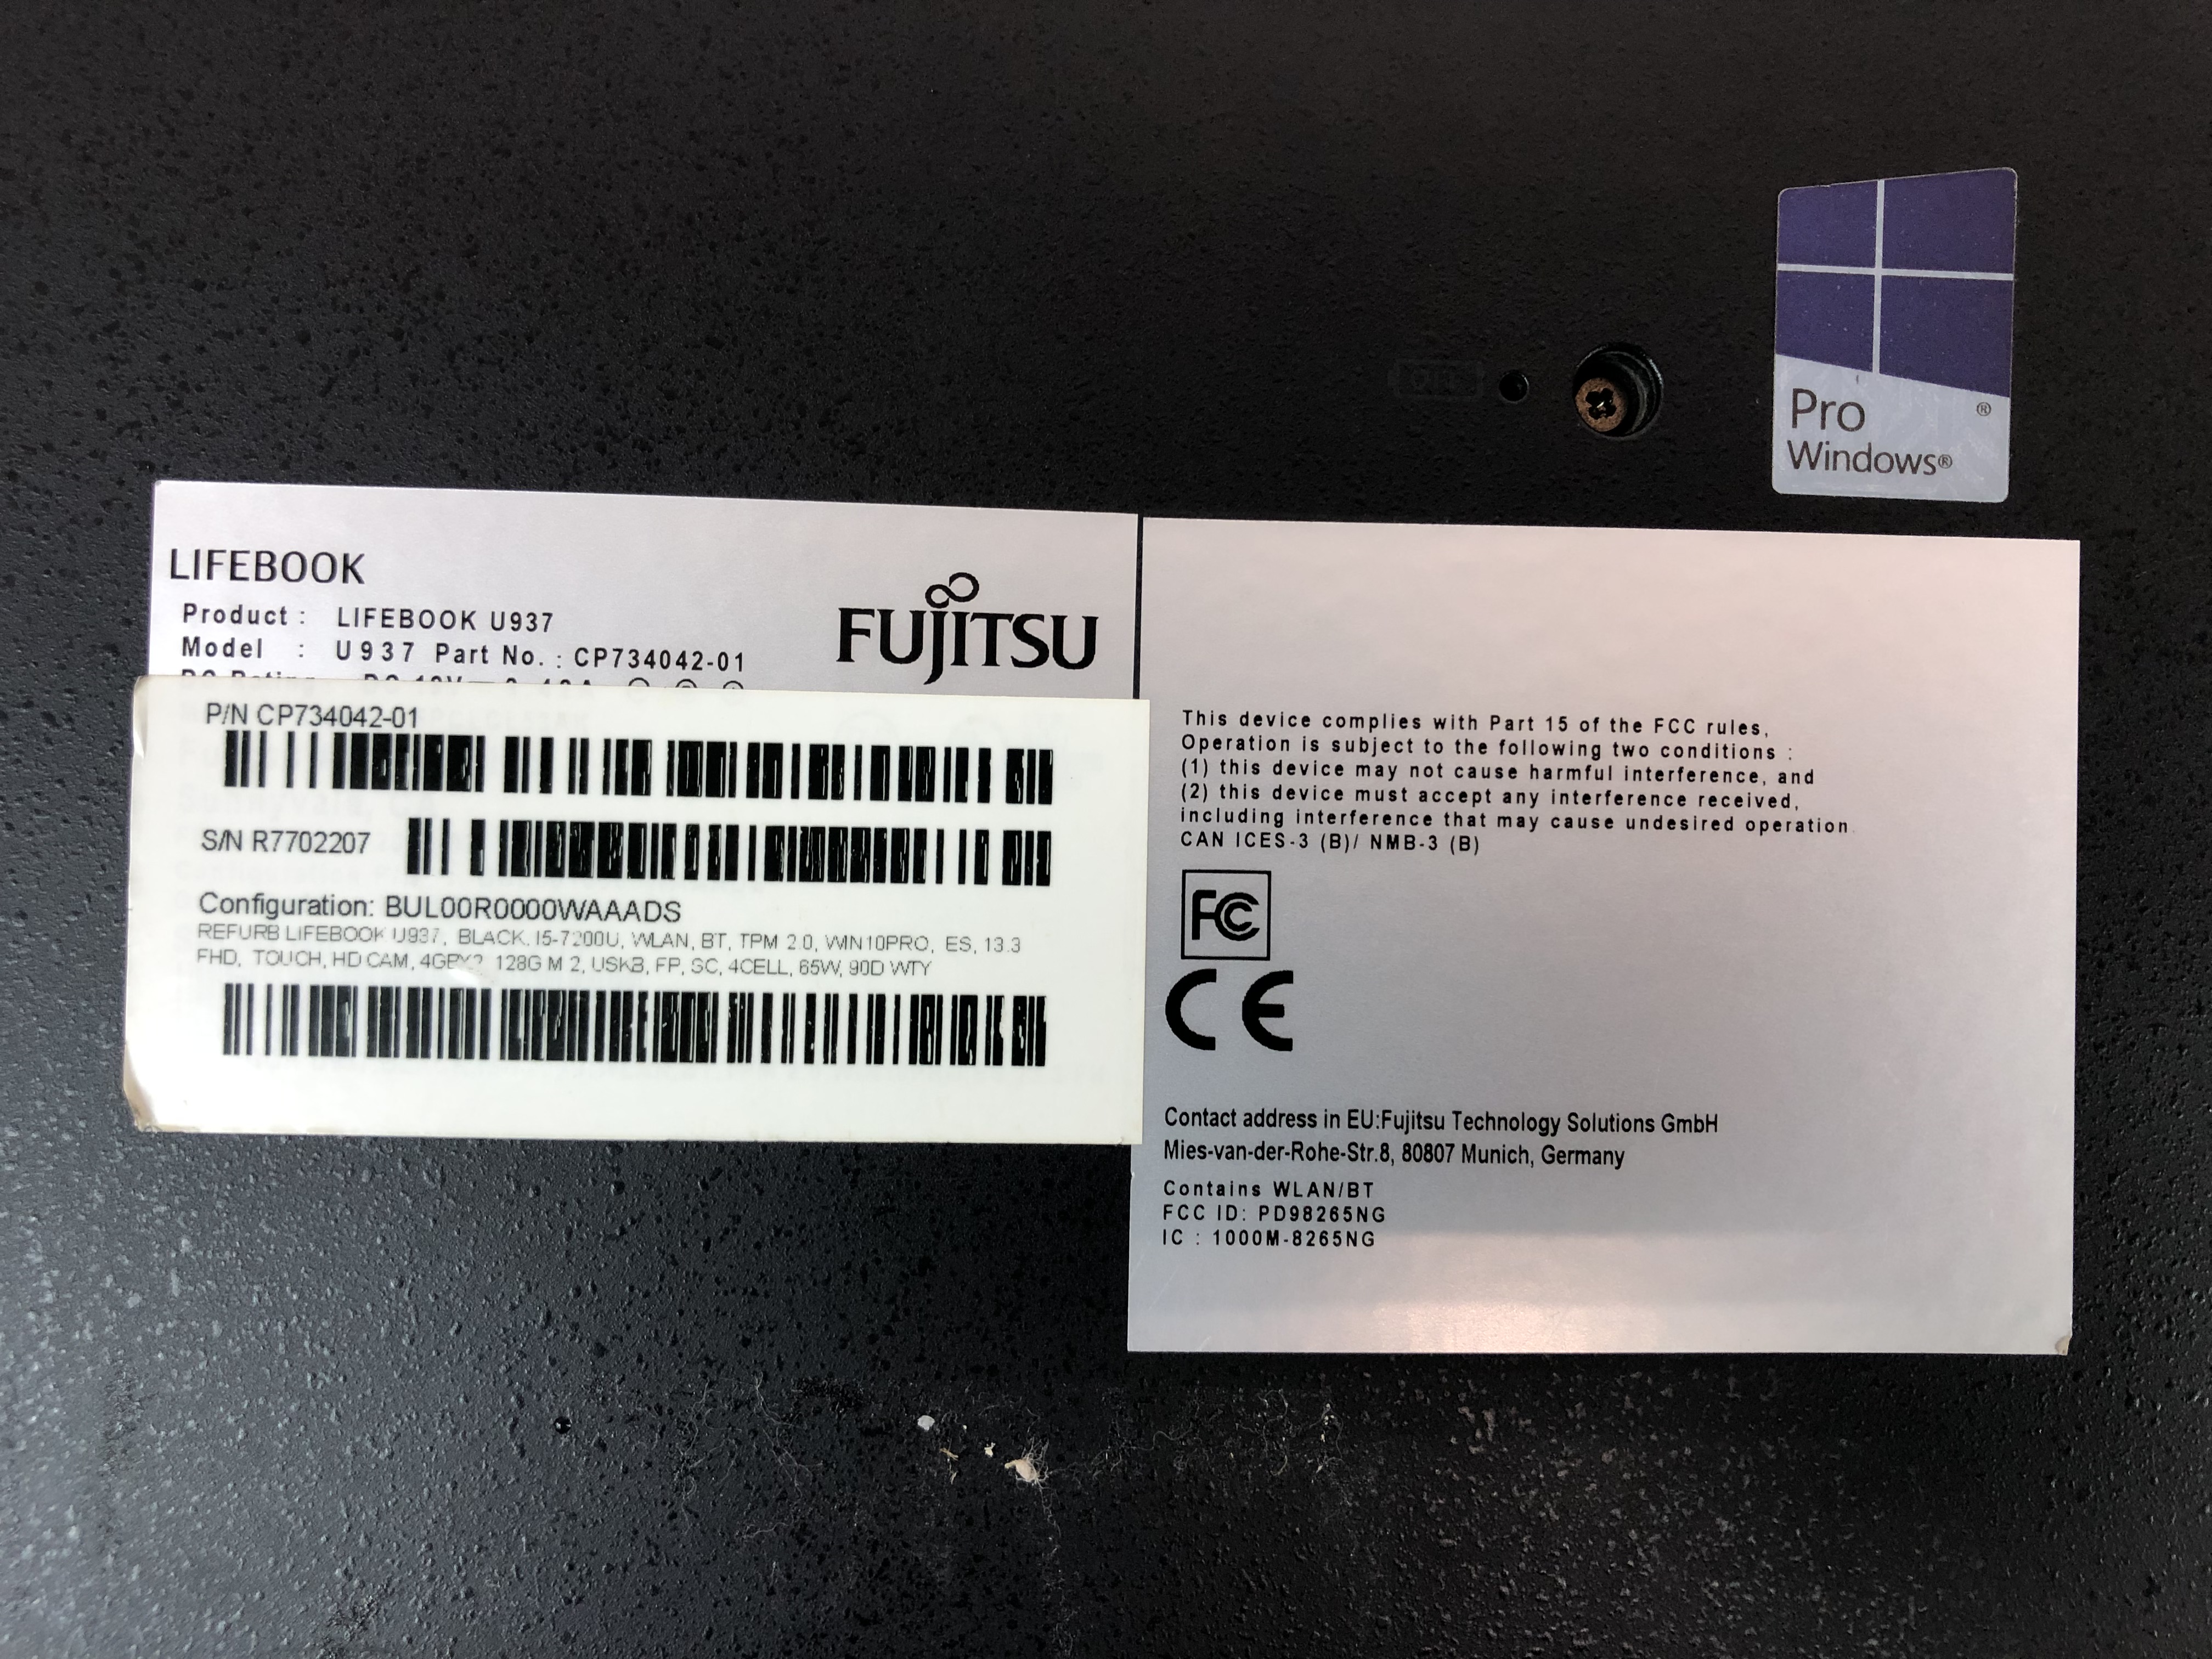 Pro ®
Windows®
LIFEBOOK
FUJITSU
Product : LIFEBOOK U937
Model : U937 Part No. : CP734042-01
P/N CP734042-01
S/N R7702207
Configuration: BUL00R0000WAAADS
REFURB LIFEBOOK U937, BLACK, I5-7200U, WLAN, BT, TPM 2.0, WIN10PRO, ES, 13.3
FHD, TOUCH, HD CAM, 4GBX2, 128G M 2, USKB, FP, SC, 4CELL, 65W, 90D WTY
This device complies with Part 15 of the FCC rules,
Operation is subject to the following two conditions :
(1) this device may not cause harmful interference, and
(2) this device must accept any interference received,
including interference that may cause undesired operation.
CAN ICES-3 (B)/ NMB-3 (B)
FC
CE
Contact address in EU:Fujitsu Technology Solutions GmbH
Mies-van-der-Rohe-Str.8, 80807 Munich, Germany
Contains WLAN/BT
FCC ID: PD98265NG
IC : 1000M-8265NG